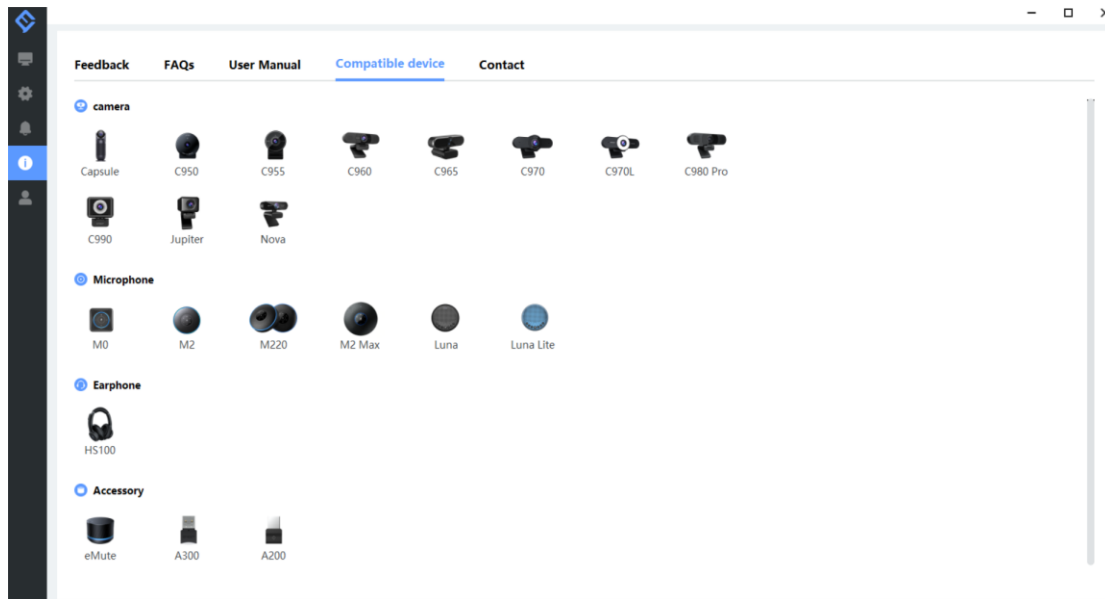 Feedback FAQs User Manual Compatible device Contact
camera
Capsule C950 C955 C960 C965 C970 C970L C980 Pro
C990 Jupiter Nova
Microphone
M0 M2 M220 M2 Max Luna Luna Lite
Earphone
HS100
Accessory
eMute A300 A200